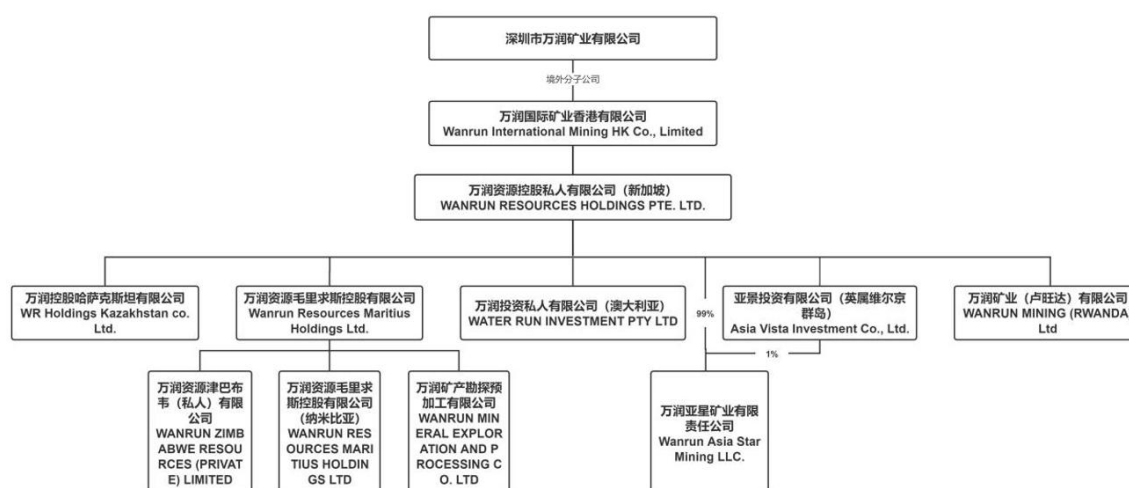 深圳市万润矿业有限公司
境外分子公司
万润国际矿业香港有限公司
Wanrun International Mining HK Co., Limited
万润资源控股私人有限公司（新加坡）
WANRUN RESOURCES HOLDINGS PTE. LTD.
万润控股哈萨克斯坦有限公司
WR Holdings Kazakhstan co.
Ltd.
万润资源毛里求斯控股有限公司
Wanrun Resources Maritius
Holdings Ltd.
万润投资私人有限公司（澳大利亚）
WATER RUN INVESTMENT PTY LTD
99%
亚景投资有限公司（英属维尔京
群岛）
Asia Vista Investment Co., Ltd.
万润矿业（卢旺达）有限公司
WANRUN MINING (RWANDA)
Ltd
1%
万润资源津巴布
韦（私人）有限
公司
WANRUN ZIMB
ABWE RESOU
RCES (PRIVAT
E) LIMITED
万润资源毛里求
斯控股有限公司
（纳米比亚）
WANRUN RES
OURCES MARI
TIUS HOLDIN
GS LTD
万润矿产勘探预
加工有限公司
WANRUN MIN
ERAL EXPLOR
ATION AND P
ROCESSING C
O. LTD
万润亚星矿业有限
责任公司
Wanrun Asia Star
Mining LLC.